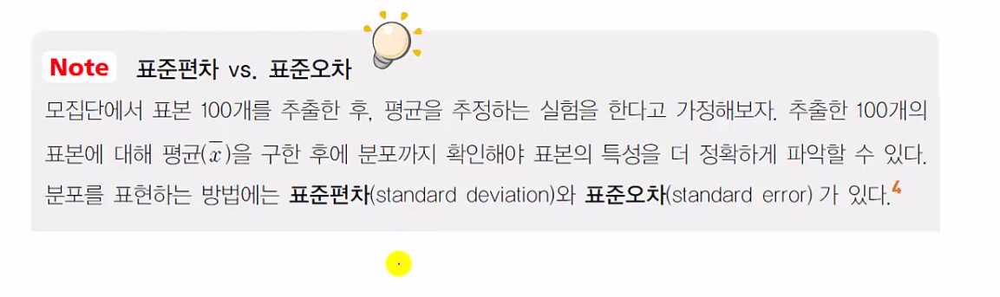 Note 표준편차 vs. 표준오차
모집단에서 표본 100개를 추출한 후, 평균을 추정하는 실험을 한다고 가정해보자. 추출한 100개의
표본에 대해 평균(x̄)을 구한 후에 분포까지 확인해야 표본의 특성을 더 정확하게 파악할 수 있다.
분포를 표현하는 방법에는 표준편차(standard deviation)와 표준오차(standard error) 가 있다.4